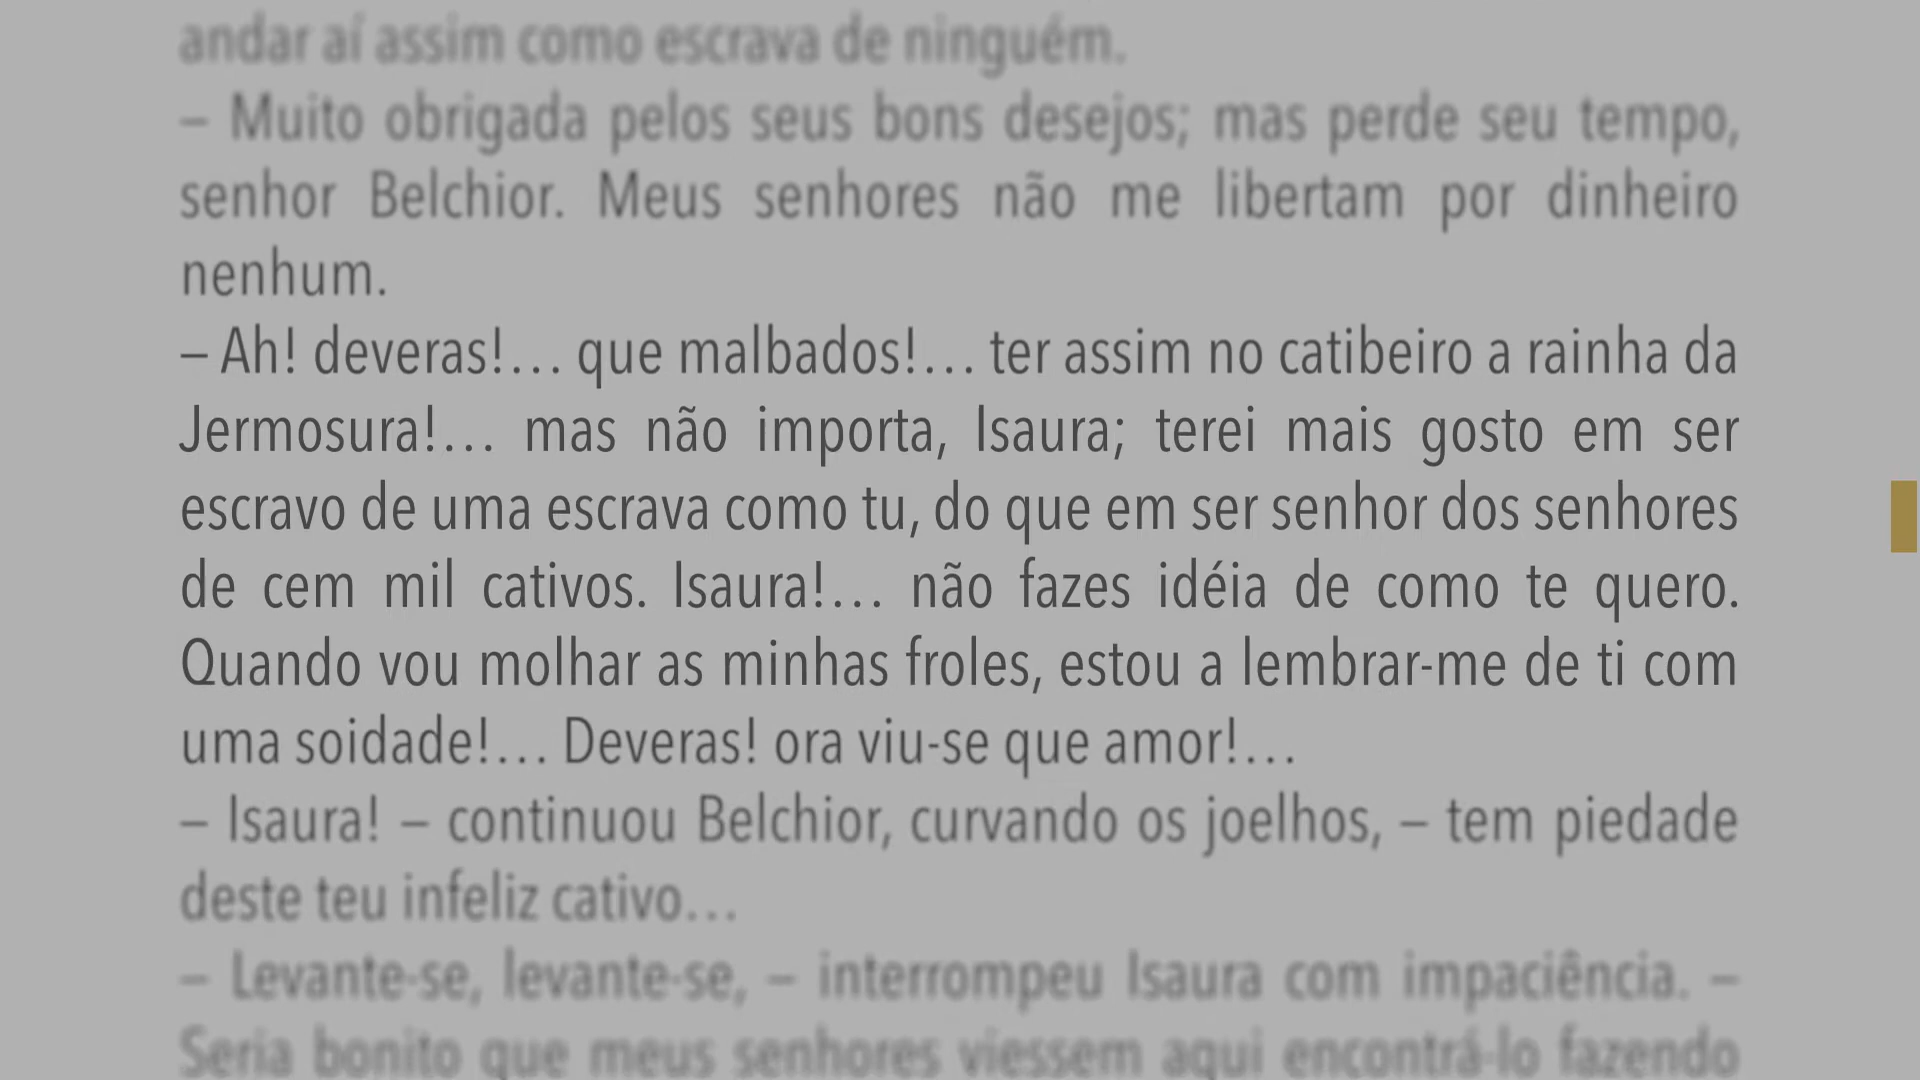 andar aí assim como escrava de ninguém.
– Muito obrigada pelos seus bons desejos; mas perde seu tempo,
senhor Belchior. Meus senhores não me libertam por dinheiro
nenhum.
– Ah! deveras!… que malbados!… ter assim no catibeiro a rainha da
Jermosura!… mas não importa, Isaura; terei mais gosto em ser
escravo de uma escrava como tu, do que em ser senhor dos senhores
de cem mil cativos. Isaura!… não fazes idéia de como te quero.
Quando vou molhar as minhas froles, estou a lembrar-me de ti com
uma soidade!… Deveras! ora viu-se que amor!…
– Isaura! – continuou Belchior, curvando os joelhos, – tem piedade
deste teu infeliz cativo…
– Levante-se, levante-se, – interrompeu Isaura com impaciência. –
Seria bonito que meus senhores viessem aqui encontrá-lo fazendo